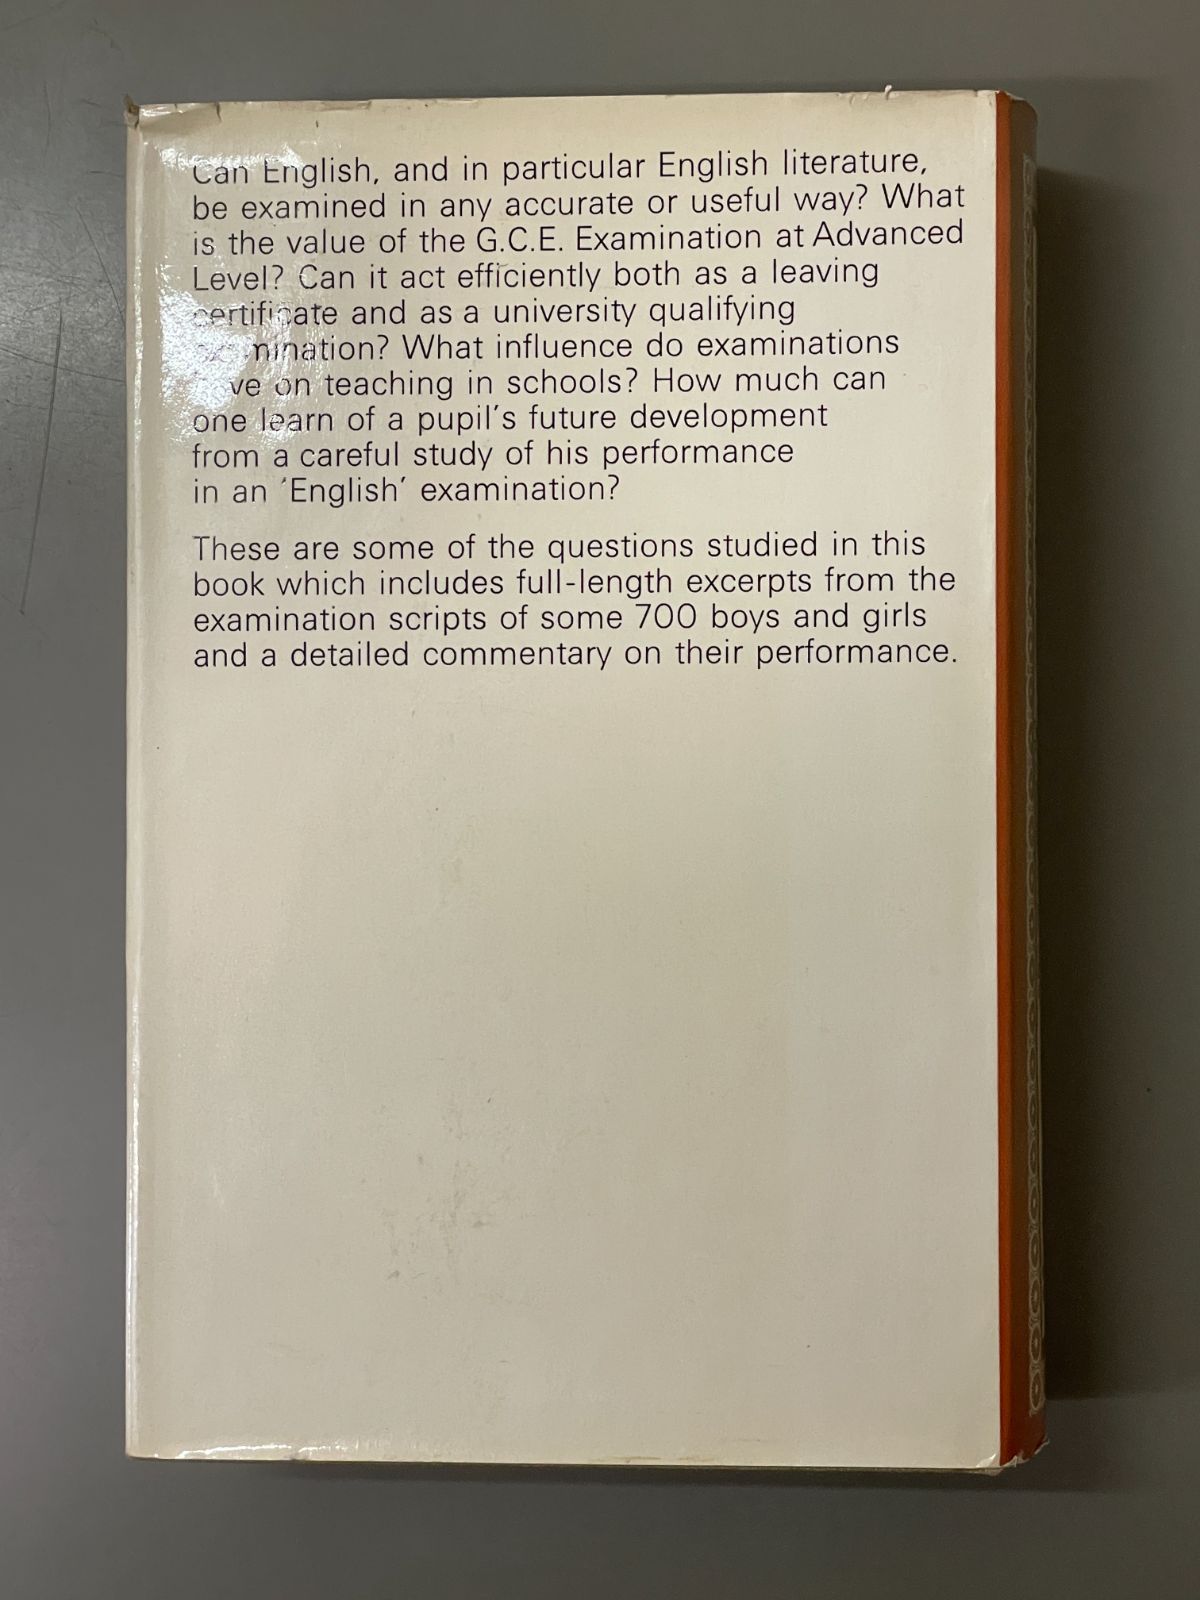 Can English, and in particular English literature,
be examined in any accurate or useful way? What
is the value of the G.C.E. Examination at Advanced
Level? Can it act efficiently both as a leaving
certificate and as a university qualifying
examination? What influence do examinations
have on teaching in schools? How much can
one learn of a pupil's future development
from a careful study of his performance
in an 'English' examination?
These are some of the questions studied in this
book which includes full-length excerpts from the
examination scripts of some 700 boys and girls
and a detailed commentary on their performance.